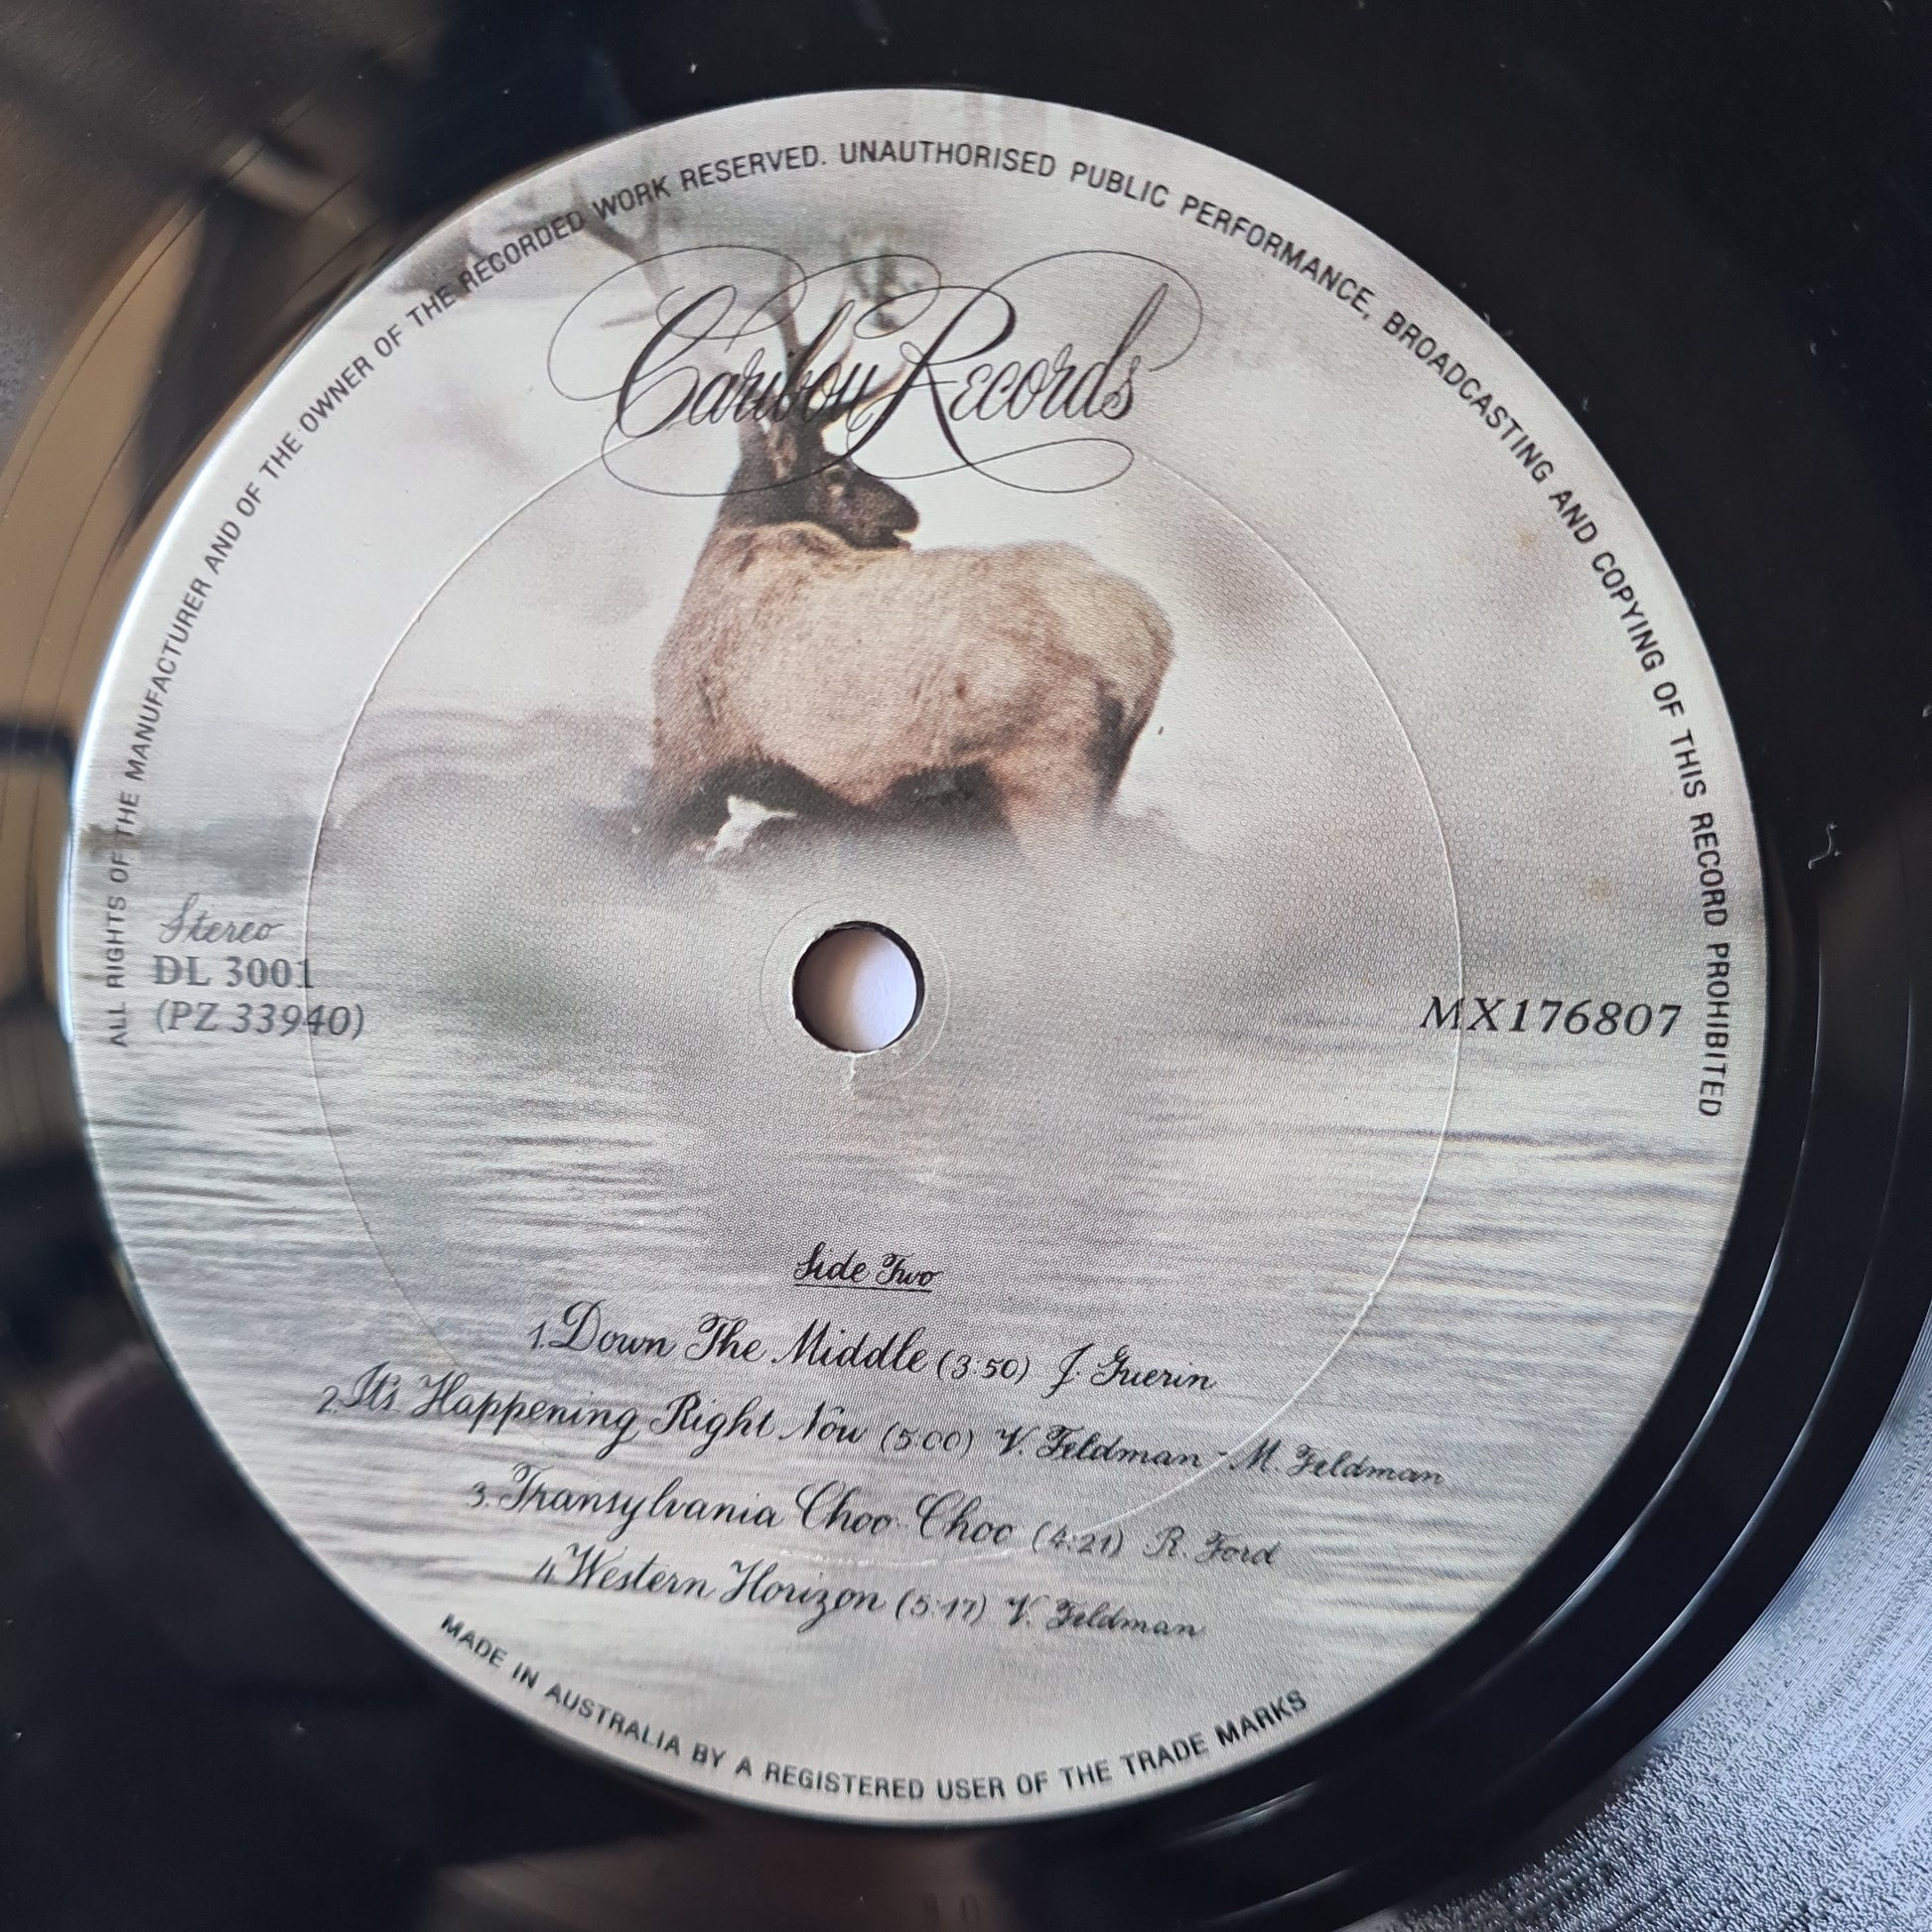 ALL RIGHTS OF THE MANUFACTURER AND OF THE OWNER OF THE RECORDED WORK RESERVED. UNAUTHORISED PUBLIC PERFORMANCE, BROADCASTING AND COPYING OF THIS RECORD PROHIBITED
Caribou Records
Stereo
DL 3001
(PZ 33940)
MX176807
Side Two
1. Down The Middle (3:50) J. Guerin
2. It's Happening Right Now (5:00) V. Feldman - M. Feldman
3. Transylvania Choo Choo (4:21) R. Ford
4. Western Horizon (5:17) V. Feldman
MADE IN AUSTRALIA BY A REGISTERED USER OF THE TRADE MARKS